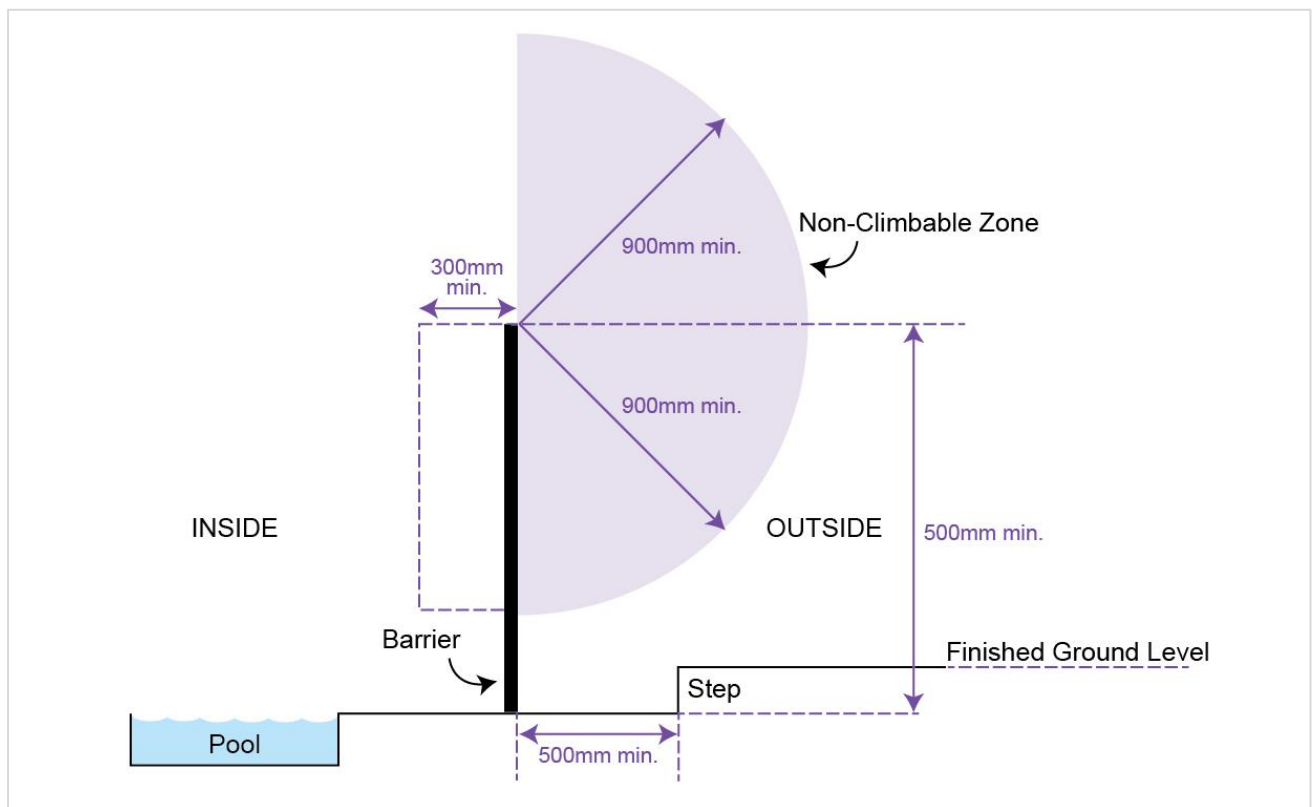 Non-Climbable Zone
900mm min.
300mm
min.
900mm min.
INSIDE
OUTSIDE
500mm min.
Barrier
Finished Ground Level
Step
Pool
500mm min.